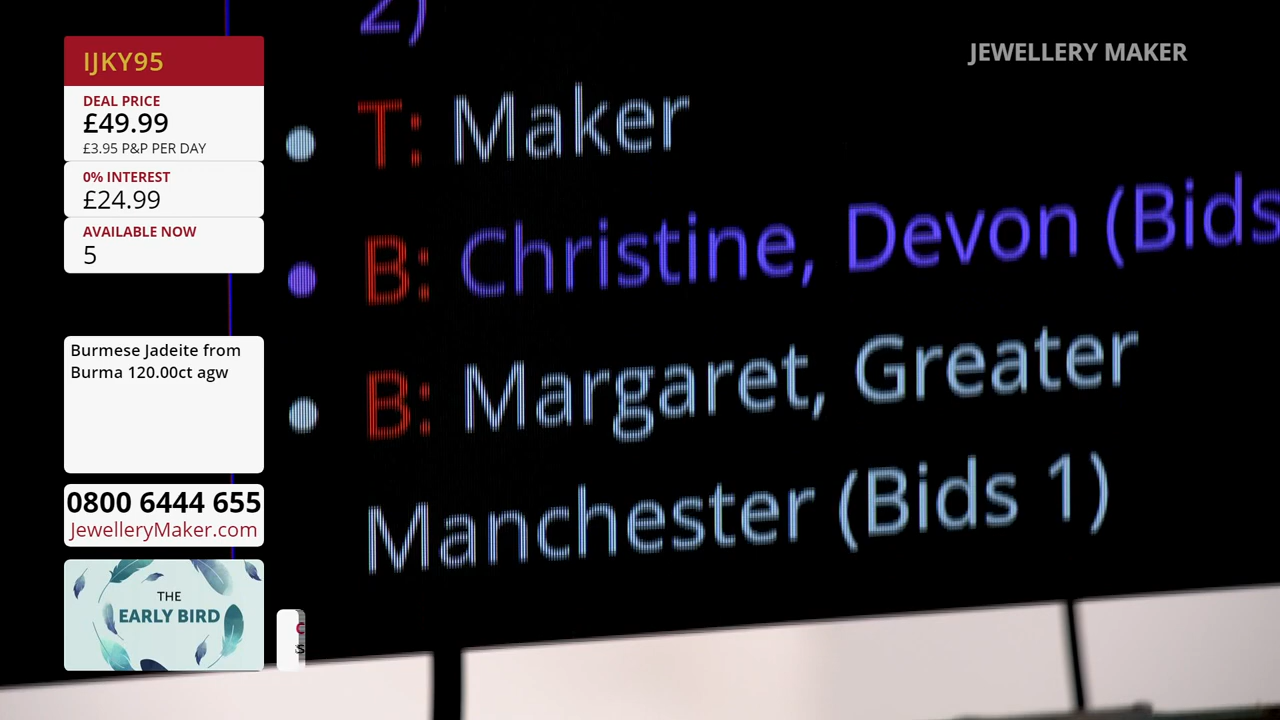 IJKY95
DEAL PRICE
£49.99
£3.95 P&P PER DAY
0% INTEREST
£24.99
AVAILABLE NOW
5
Burmese Jadeite from
Burma 120.00ct agw
0800 6444 655
JewelleryMaker.com
THE
EARLY BIRD
JEWELLERY MAKER
2)
T: Maker
B: Christine, Devon (Bids
B: Margaret, Greater
Manchester (Bids 1)